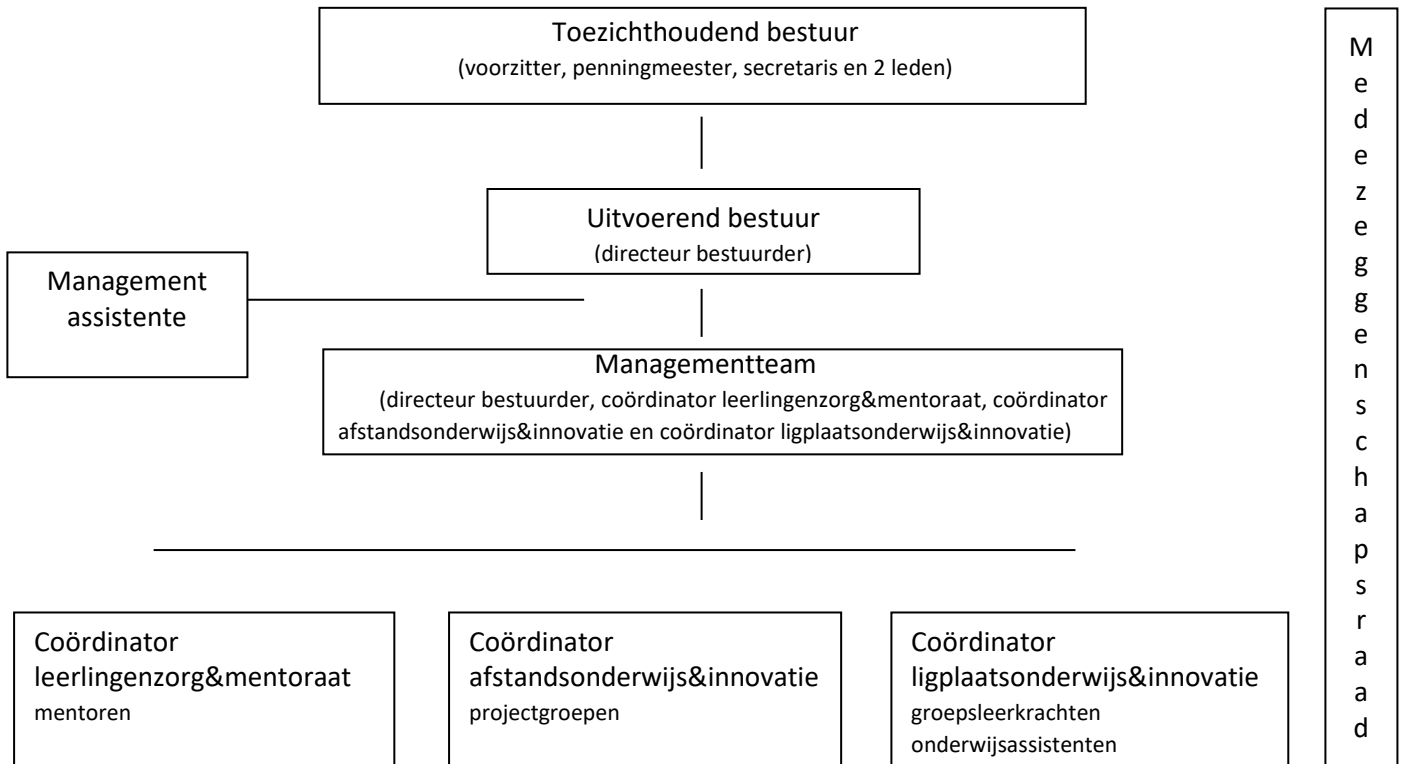 Toezichthoudend bestuur
(voorzitter, penningmeester, secretaris en 2 leden)
Uitvoerend bestuur
(directeur bestuurder)
Management
assistente
Managementteam
(directeur bestuurder, coördinator leerlingenzorg&mentoraat, coördinator
afstandsonderwijs&innovatie en coördinator ligplaatsonderwijs&innovatie)
Coördinator
leerlingenzorg&mentoraat
mentoren
Coördinator
afstandsonderwijs&innovatie
projectgroepen
Coördinator
ligplaatsonderwijs&innovatie
groepsleerkrachten
onderwijsassistenten
M
e
d
e
z
e
g
g
e
n
s
c
h
a
p
s
r
a
a
d